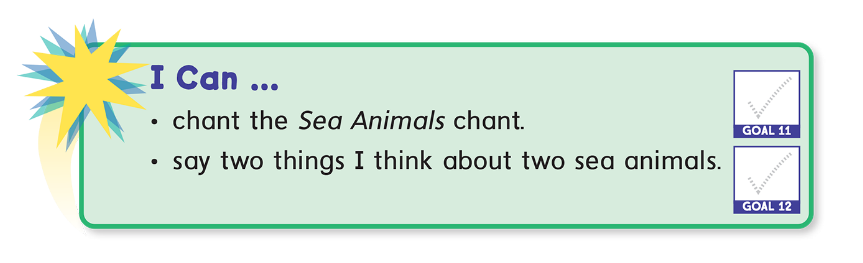 I Can ...
• chant the Sea Animals chant.
GOAL 11
• say two things I think about two sea animals.
GOAL 12